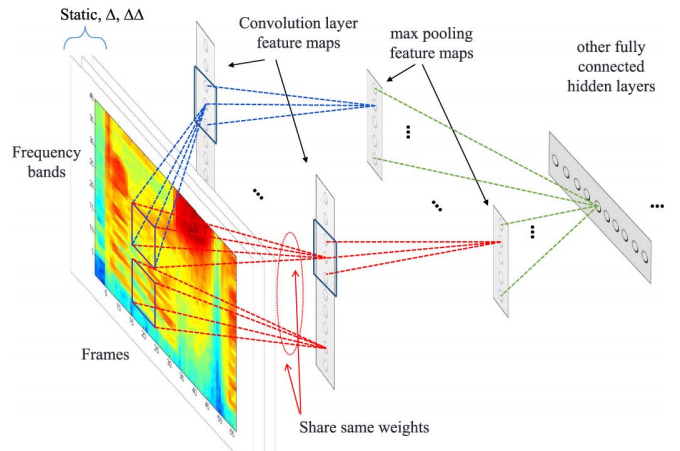 Static, Δ, ΔΔ
Convolution layer
feature maps
max pooling
feature maps
other fully
connected
hidden layers
Frequency
bands
Frames
Share same weights